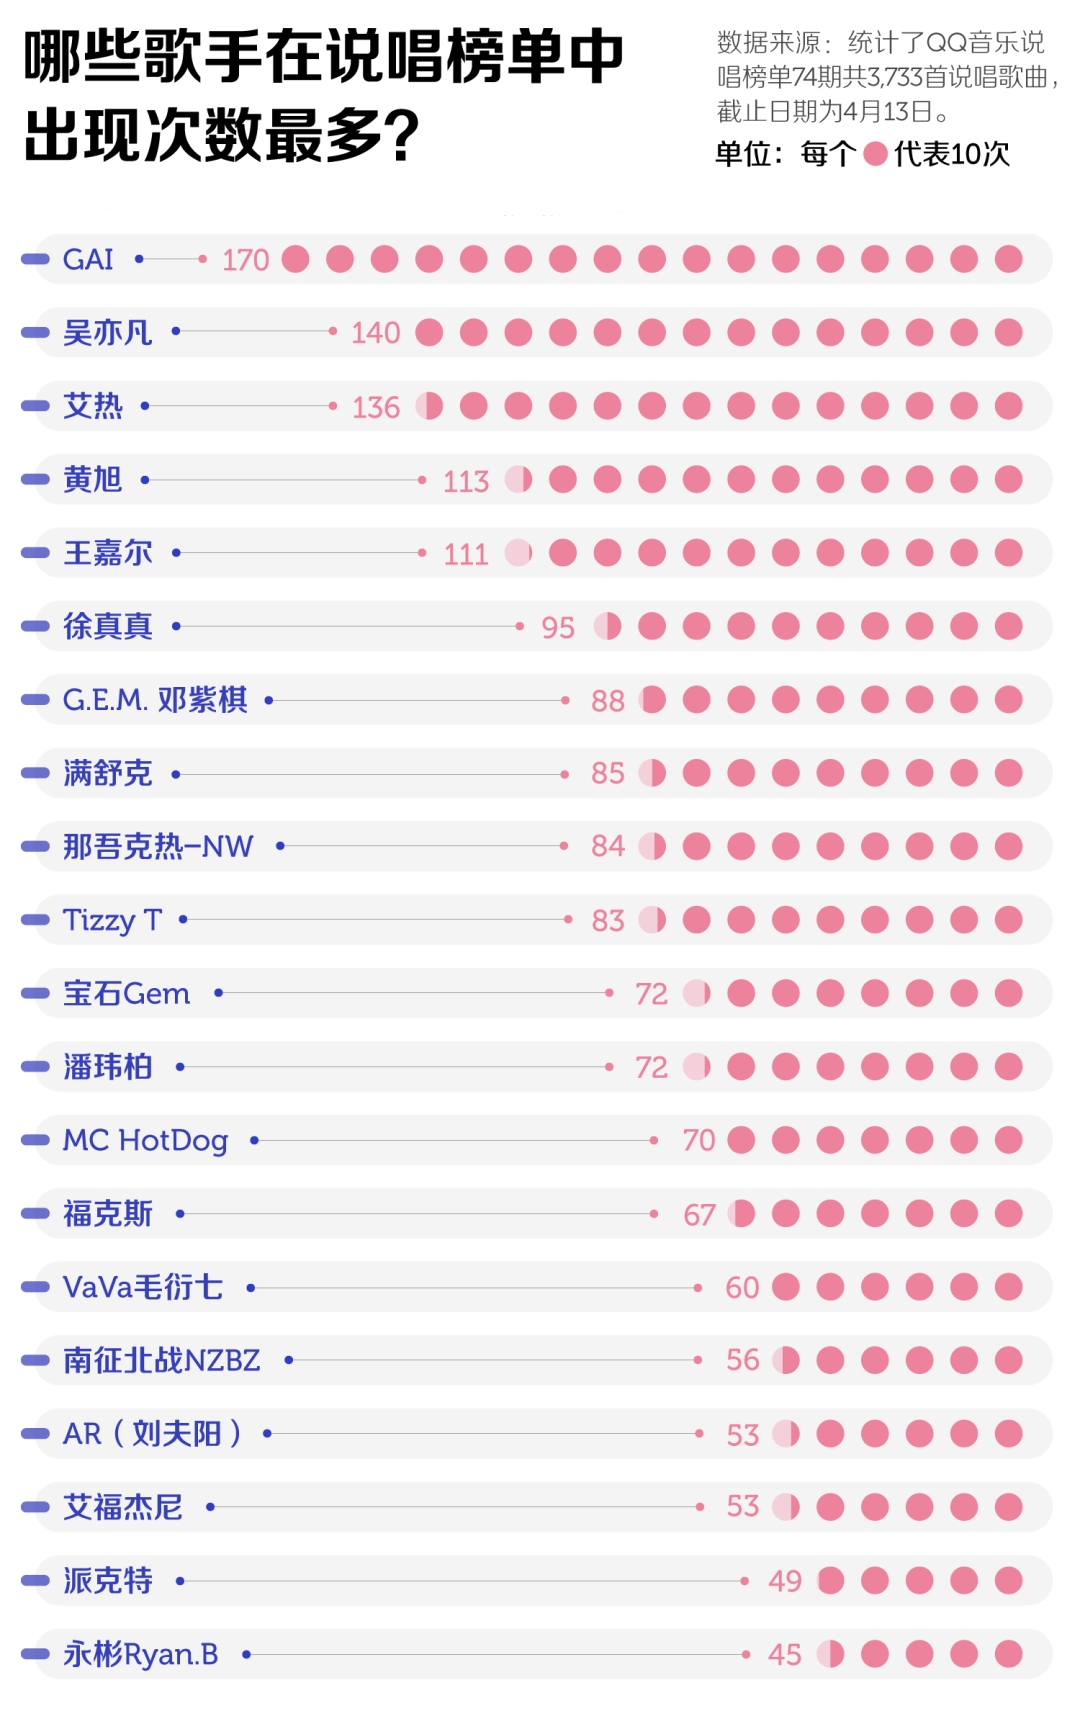 哪些歌手在说唱榜单中
出现次数最多?
数据来源：统计了QQ音乐说
唱榜单74期共3,733首说唱歌曲，
截止日期为4月13日。
单位：每个 代表10次
GAI 170
吴亦凡 140
艾热 136
黄旭 113
王嘉尔 111
徐真真 95
G.E.M. 邓紫棋 88
满舒克 85
那吾克热-NW 84
Tizzy T 83
宝石Gem 72
潘玮柏 72
MC HotDog 70
福克斯 67
VaVa毛衍七 60
南征北战NZBZ 56
AR（刘夫阳） 53
艾福杰尼 53
派克特 49
永彬Ryan.B 45